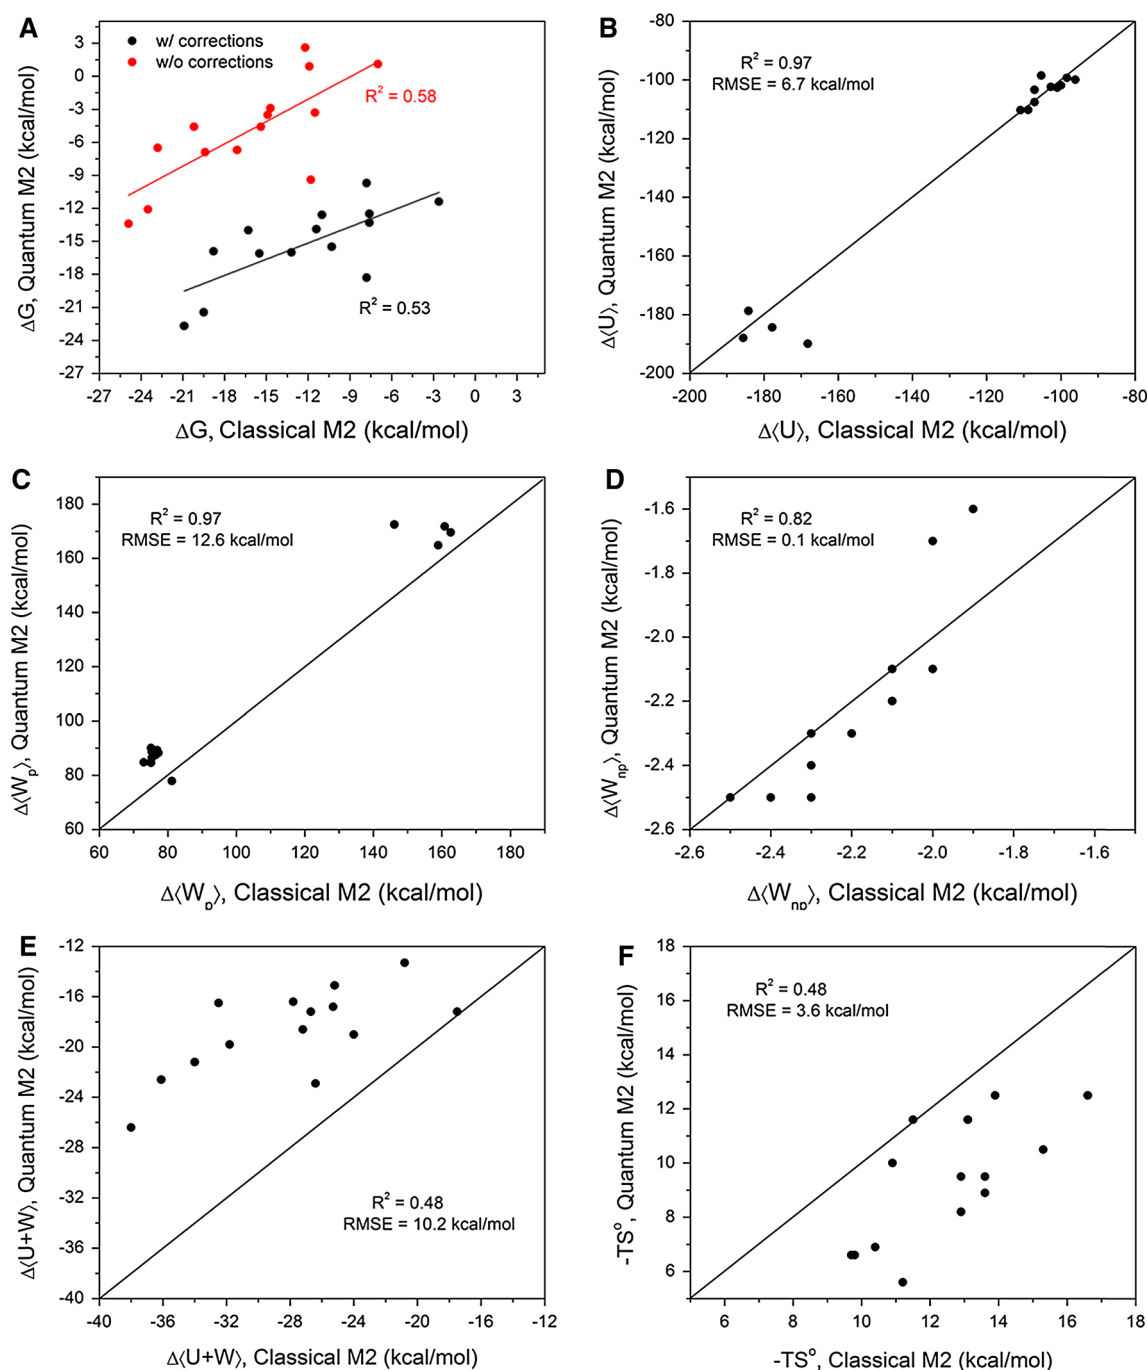 A
w/ corrections
w/o corrections
R² = 0.58
R² = 0.53
3
0
-3
-6
-9
-12
-15
-18
-21
-24
-27
-27 -24 -21 -18 -15 -12 -9 -6 -3 0 3
ΔG, Quantum M2 (kcal/mol)
ΔG, Classical M2 (kcal/mol)
B
R² = 0.97
RMSE = 6.7 kcal/mol
-80
-100
-120
-140
-160
-180
-200
-200 -180 -160 -140 -120 -100 -80
Δ⟨U⟩, Quantum M2 (kcal/mol)
Δ⟨U⟩, Classical M2 (kcal/mol)
C
R² = 0.97
RMSE = 12.6 kcal/mol
180
160
140
120
100
80
60
60 80 100 120 140 160 180
Δ⟨Wp⟩, Quantum M2 (kcal/mol)
Δ⟨Wp⟩, Classical M2 (kcal/mol)
D
R² = 0.82
RMSE = 0.1 kcal/mol
-1.6
-1.8
-2.0
-2.2
-2.4
-2.6
-2.6 -2.4 -2.2 -2.0 -1.8 -1.6
Δ⟨Wnp⟩, Quantum M2 (kcal/mol)
Δ⟨Wnp⟩, Classical M2 (kcal/mol)
E
R² = 0.48
RMSE = 10.2 kcal/mol
-12
-16
-20
-24
-28
-32
-36
-40
-40 -36 -32 -28 -24 -20 -16 -12
Δ⟨U+W⟩, Quantum M2 (kcal/mol)
Δ⟨U+W⟩, Classical M2 (kcal/mol)
F
R² = 0.48
RMSE = 3.6 kcal/mol
18
16
14
12
10
8
6
6 8 10 12 14 16 18
-TS°, Quantum M2 (kcal/mol)
-TS°, Classical M2 (kcal/mol)